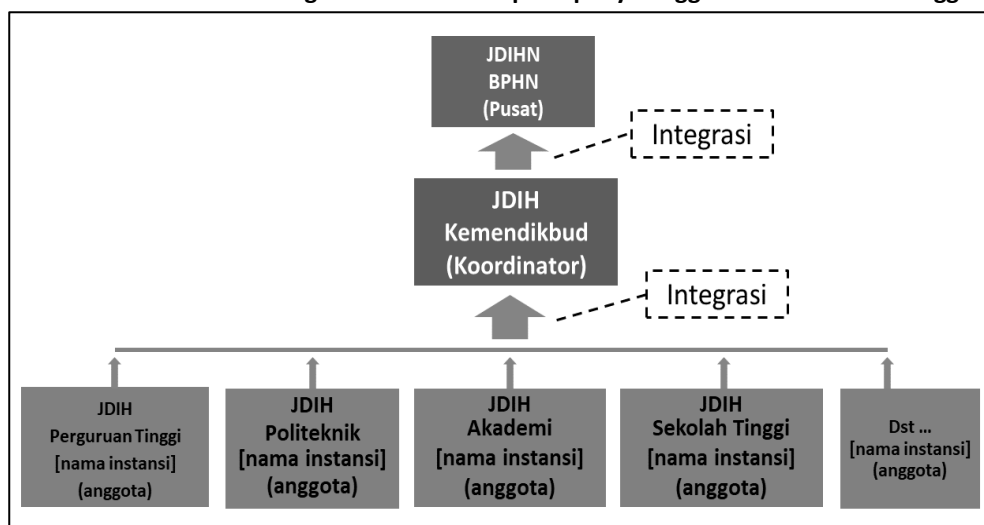 JDIHN
BPHN
(Pusat)
Integrasi
JDIH
Kemendikbud
(Koordinator)
Integrasi
JDIH
Perguruan Tinggi
[nama instansi]
(anggota)
JDIH
Politeknik
[nama instansi]
(anggota)
JDIH
Akademi
[nama instansi]
(anggota)
JDIH
Sekolah Tinggi
[nama instansi]
(anggota)
Dst ...
[nama instansi]
(anggota)